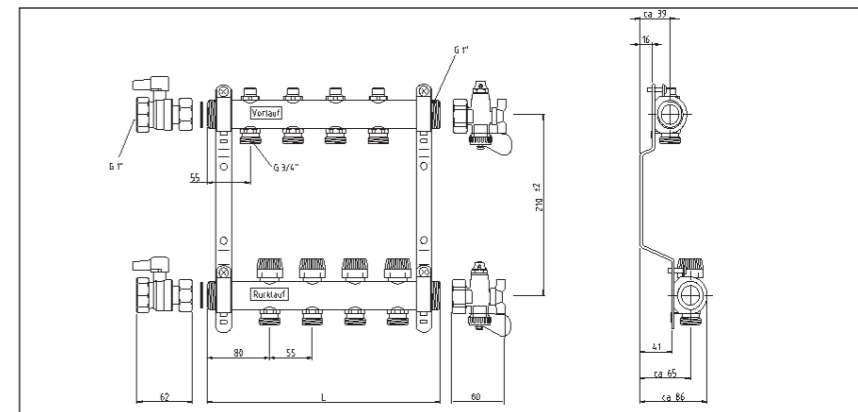 ca 39
16
G 1"
Vorlauf
G 1"
G 3/4"
55
210 ±2
Rucklauf
80
55
41
ca 65
62
L
60
ca 86